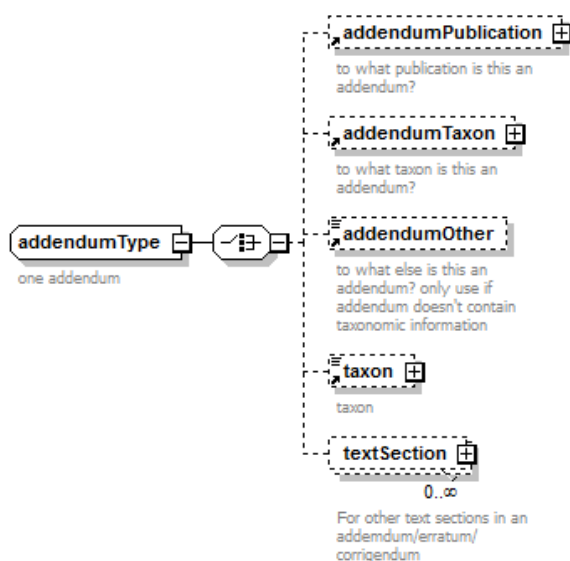 addendumPublication
to what publication is this an
addendum?
addendumTaxon
to what taxon is this an
addendum?
addendumType
one addendum
addendumOther
to what else is this an
addendum? only use if
addendum doesn't contain
taxonomic information
taxon
taxon
textSection
0..∞
For other text sections in an
addemdum/erratum/
corrigendum